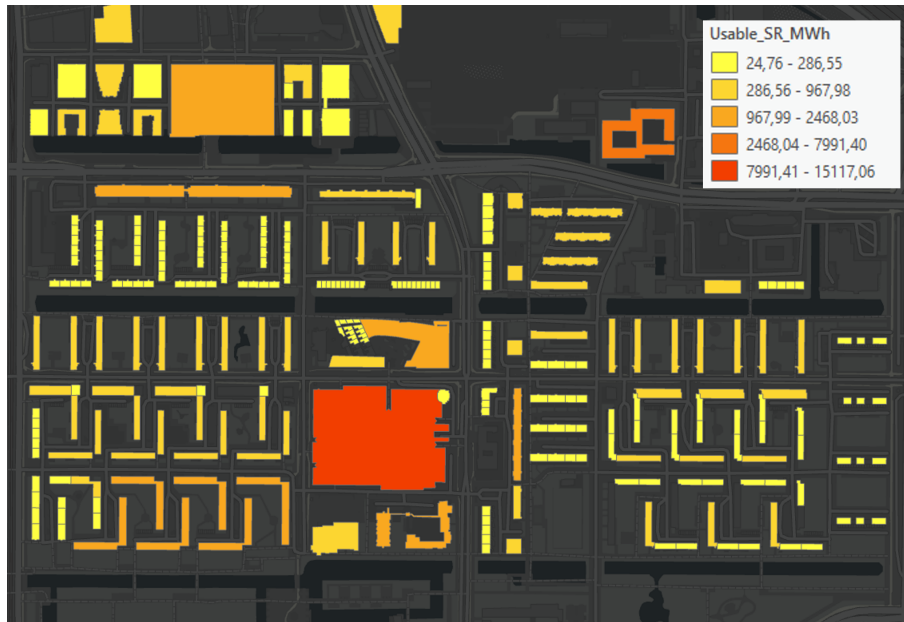 Usable_SR_MWh
24,76 - 286,55
286,56 - 967,98
967,99 - 2468,03
2468,04 - 7991,40
7991,41 - 15117,06